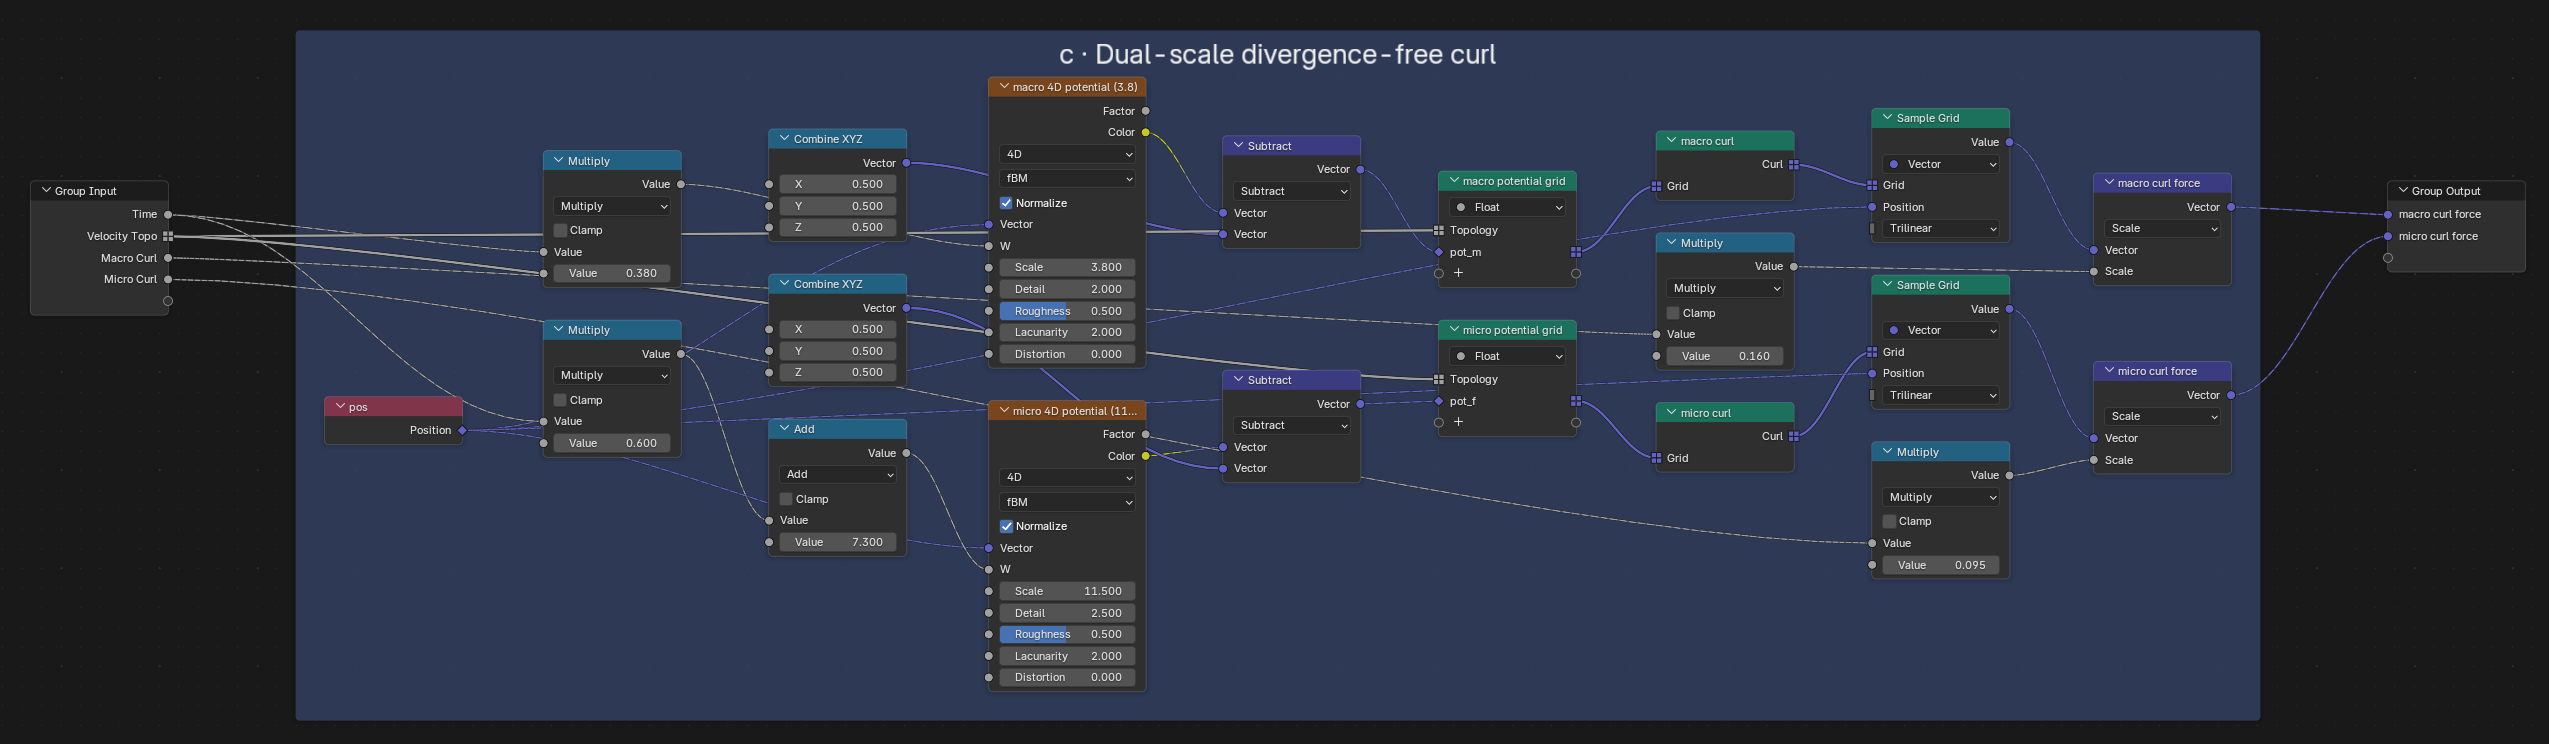 c · Dual-scale divergence-free curl
Group Input
Time
Velocity Topo
Macro Curl
Micro Curl
pos
Position
Multiply
Value
Multiply
Clamp
Value
Value 0.380
Multiply
Value
Multiply
Clamp
Value
Value 0.600
Combine XYZ
Vector
X 0.500
Y 0.500
Z 0.500
Combine XYZ
Vector
X 0.500
Y 0.500
Z 0.500
Add
Value
Add
Clamp
Value
Value 7.300
macro 4D potential (3.8)
Factor
Color
4D
fBM
Normalize
Vector
W
Scale 3.800
Detail 2.000
Roughness 0.500
Lacunarity 2.000
Distortion 0.000
micro 4D potential (11...
Factor
Color
4D
fBM
Normalize
Vector
W
Scale 11.500
Detail 2.500
Roughness 0.500
Lacunarity 2.000
Distortion 0.000
Subtract
Vector
Subtract
Vector
Vector
Subtract
Vector
Subtract
Vector
Vector
macro potential grid
Float
Topology
pot_m
+
micro potential grid
Float
Topology
pot_f
+
macro curl
Curl
Grid
Multiply
Value
Multiply
Clamp
Value
Value 0.160
micro curl
Curl
Grid
Sample Grid
Value
Vector
Grid
Position
Trilinear
Sample Grid
Value
Vector
Grid
Position
Trilinear
Multiply
Value
Multiply
Clamp
Value
Value 0.095
macro curl force
Vector
Scale
Vector
Scale
micro curl force
Vector
Scale
Vector
Scale
Group Output
macro curl force
micro curl force